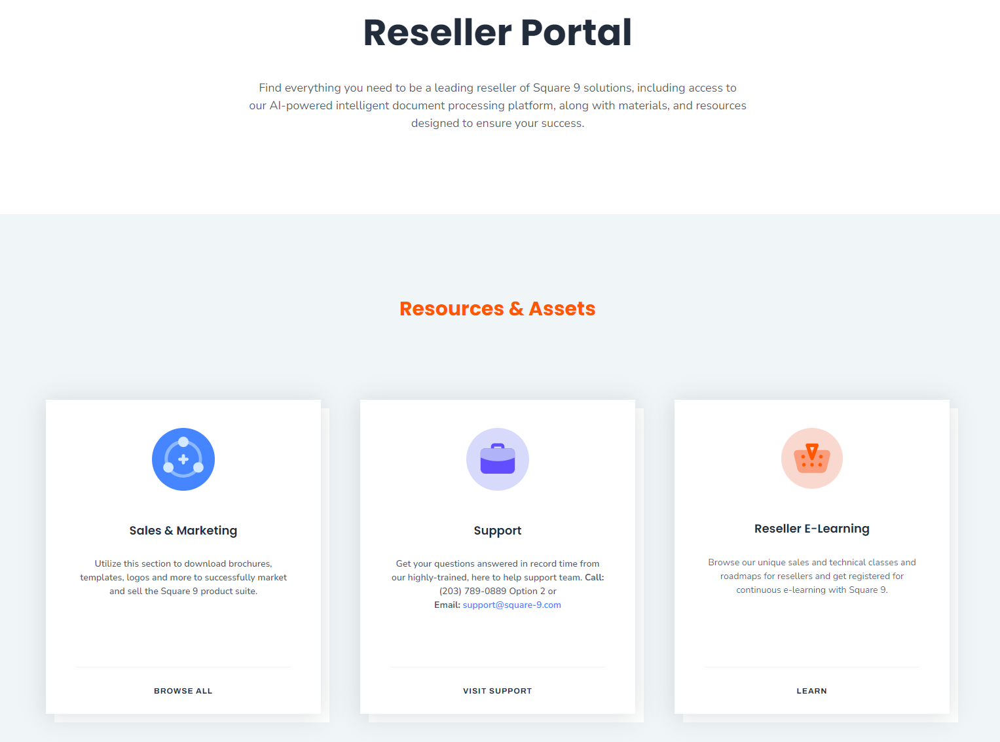 Reseller Portal
Find everything you need to be a leading reseller of Square 9 solutions, including access to
our AI-powered intelligent document processing platform, along with materials, and resources
designed to ensure your success.
Resources & Assets
Sales & Marketing
Utilize this section to download brochures,
templates, logos and more to successfully market
and sell the Square 9 product suite.
BROWSE ALL
Support
Get your questions answered in record time from
our highly-trained, here to help support team. Call:
(203) 789-0889 Option 2 or
Email: support@square-9.com
VISIT SUPPORT
Reseller E-Learning
Browse our unique sales and technical classes and
roadmaps for resellers and get registered for
continuous e-learning with Square 9.
LEARN